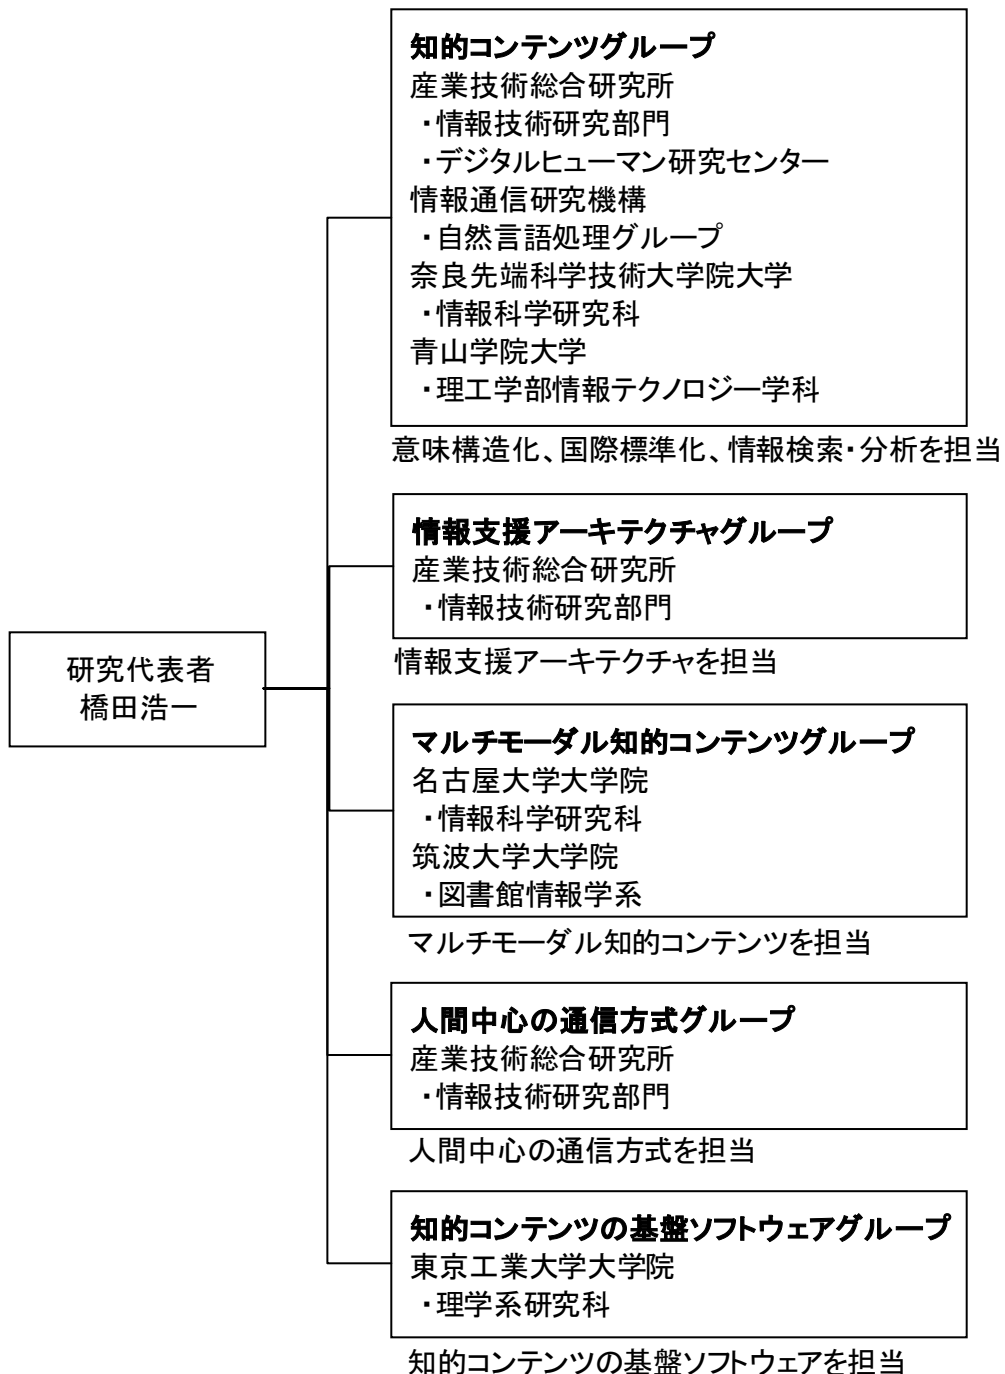 知的コンテンツグループ
産業技術総合研究所
・情報技術研究部門
・デジタルヒューマン研究センター
情報通信研究機構
・自然言語処理グループ
奈良先端科学技術大学院大学
・情報科学研究科
青山学院大学
・理工学部情報テクノロジー学科
意味構造化、国際標準化、情報検索・分析を担当
情報支援アーキテクチャグループ
産業技術総合研究所
・情報技術研究部門
情報支援アーキテクチャを担当
研究代表者
橋田浩一
マルチモーダル知的コンテンツグループ
名古屋大学大学院
・情報科学研究科
筑波大学大学院
・図書館情報学系
マルチモーダル知的コンテンツを担当
人間中心の通信方式グループ
産業技術総合研究所
・情報技術研究部門
人間中心の通信方式を担当
知的コンテンツの基盤ソフトウェアグループ
東京工業大学大学院
・理学系研究科
知的コンテンツの基盤ソフトウェアを担当